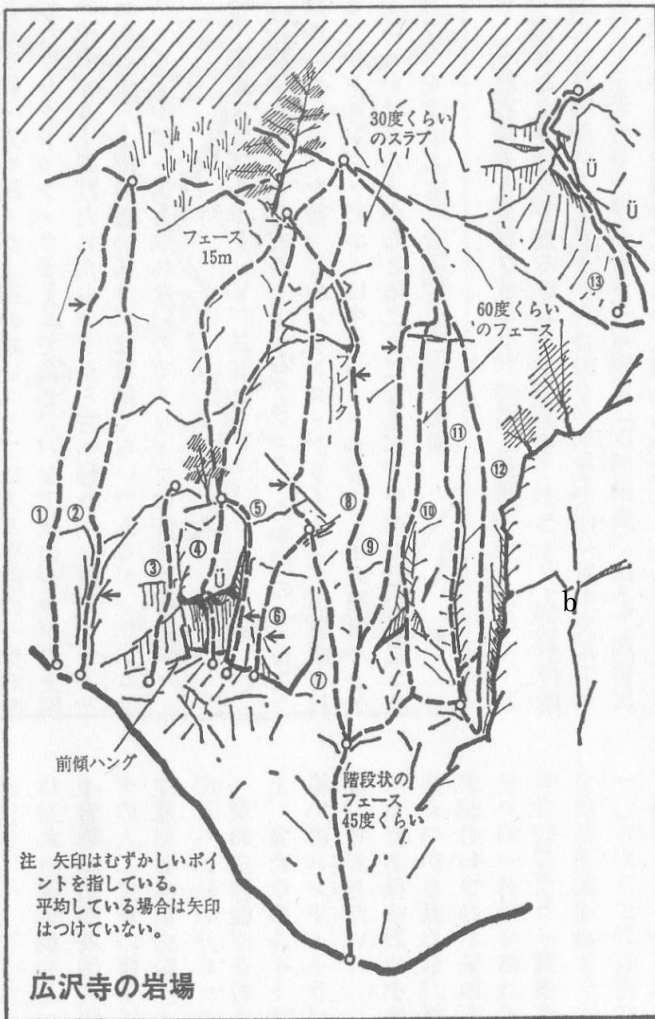 30度くらい
のスラブ
フェース
15m
Ü
Ü
⑬
60度くらい
のフェース
フレーク
⑪
⑫
① ② ③ ④ ⑤ ⑥ ⑦ ⑧ ⑨ ⑩
Ü
b
前傾ハング
階段状の
フェース
45度くらい
注 矢印はむずかしいポイ
ントを指している。
平均している場合は矢印
はつけていない。
広沢寺の岩場